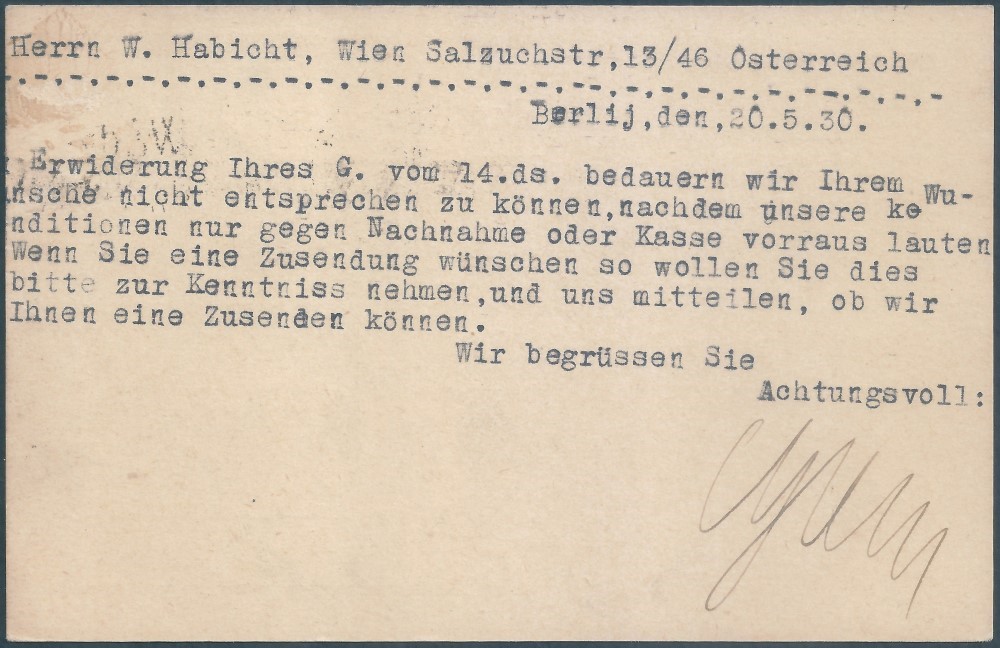 Herrn W. Habicht, Wien Salzuchstr,13/46 Österreich
Berlij,den,20.5.30.
Erwiderung Ihres G. vom 14.ds. bedauern wir Ihrem Wu-
nsche nicht entsprechen zu können,nachdem unsere ke
nditionen nur gegen Nachnahme oder Kasse vorraus lauten
Wenn Sie eine Zusendung wünschen so wollen Sie dies
bitte zur Kenntniss nehmen,und uns mitteilen, ob wir
Ihnen eine Zusenden können.
Wir begrüssen Sie
Achtungsvoll: